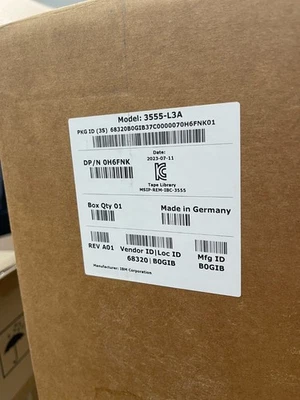 Model: 3555-L3A
PKG ID (3S) 68320B0GIB37C0000070H6FNK01
Date:
2023-07-11
DP/N 0H6FNK
Tape Library
MSIP-REM-IBC-3555
Box Qty 01
Made in Germany
REV A01
Vendor ID|Loc ID
68320|B0GIB
Mfg ID
B0GIB
Manufacturer: IBM Corporation